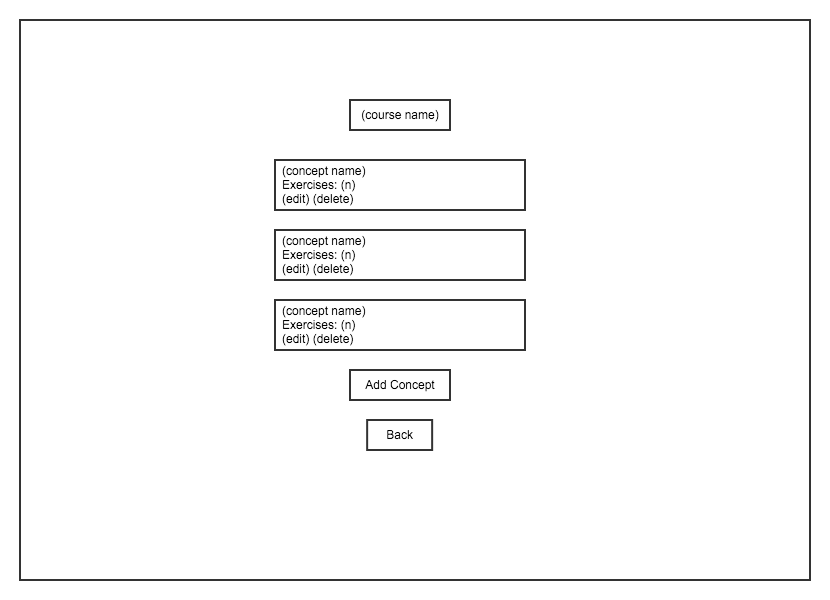 (course name)
(concept name)
Exercises: (n)
(edit) (delete)
(concept name)
Exercises: (n)
(edit) (delete)
(concept name)
Exercises: (n)
(edit) (delete)
Add Concept
Back